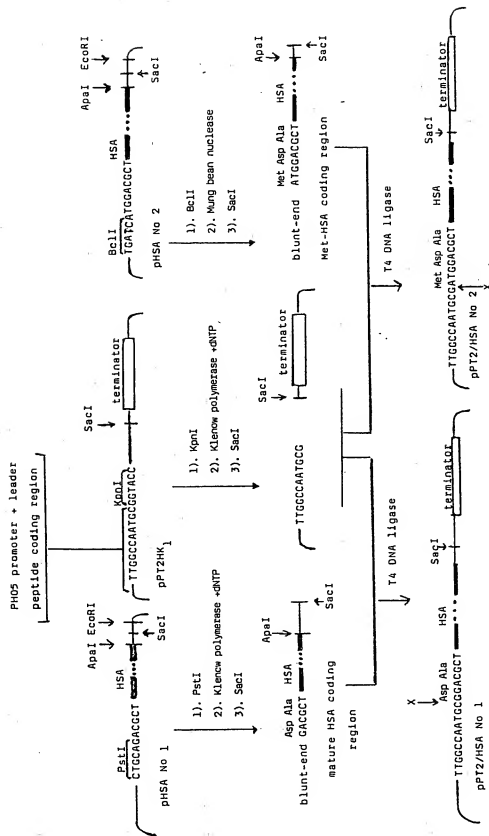 PHO5 promoter + leader
peptide coding region
PstI
CTGCAGACGCT
HSA
ApaI
EcoRI
SacI
pHSA No 1
KpnI
TTGGCCAATGCGGTACC
SacI
terminator
pPT2HK1
BclI
TGATCATGGACGCT
HSA
ApaI
EcoRI
SacI
pHSA No 2
1). PstI
2). Klencw polymerase +dNTP
3). SacI
1). KpnI
2). Klenow polymerase +dNTP
3). SacI
1). BclI
2). Mung bean nuclease
3). SacI
Asp Ala
blunt-end GACGCT
HSA
ApaI
SacI
mature HSA coding
region
TTGGCCAATGCG
SacI
terminator
Met Asp Ala
blunt-end ATGGACGCT
HSA
ApaI
SacI
Met-HSA coding region
T4 DNA ligase
T4 DNA ligase
X
Asp Ala
TTGGCCAATGCGGACGCT
HSA
SacI
terminator
pPT2/HSA No 1
Met Asp Ala
TTGGCCAATGCGATGGACGCT
HSA
SacI
terminator
pPT2/HSA No 2
X